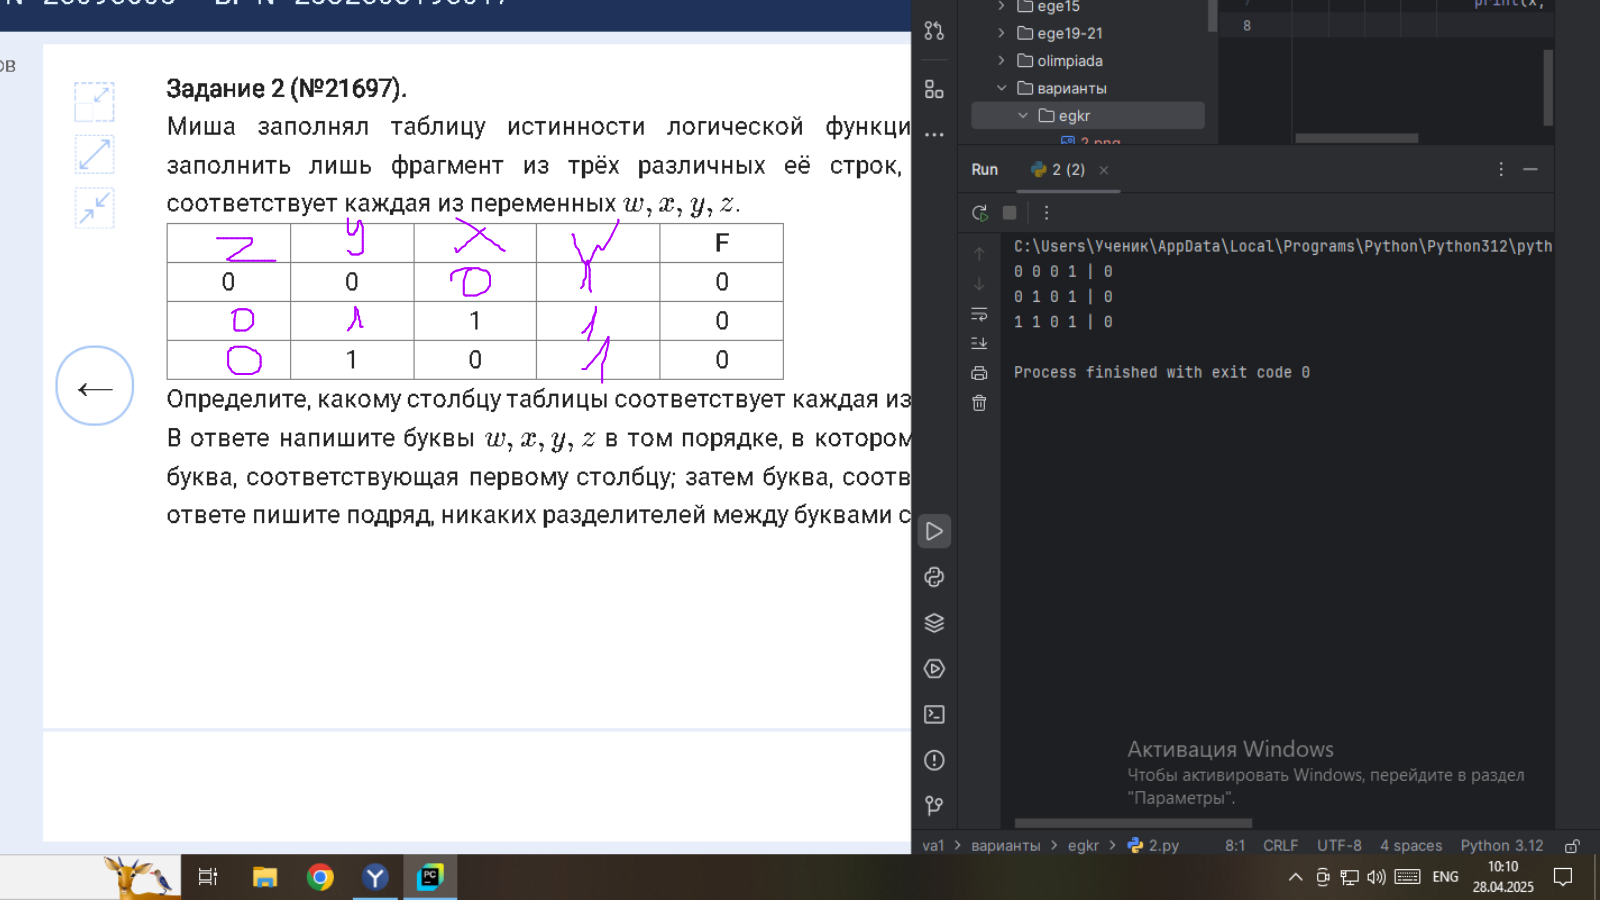 ов
Задание 2 (№21697).
Миша заполнял таблицу истинности логической функци
заполнить лишь фрагмент из трёх различных её строк,
соответствует каждая из переменных w, x, y, z.
z y x w F
0 0 0 1 0
0 1 1 1 0
0 1 0 1 0
Определите, какому столбцу таблицы соответствует каждая из
В ответе напишите буквы w, x, y, z в том порядке, в котором
буква, соответствующая первому столбцу; затем буква, соотв
ответе пишите подряд, никаких разделителей между буквами с
ege15
ege19-21
olimpiada
варианты
egkr
2.png
print(x,
8
Run 2 (2)
C:\Users\Ученик\AppData\Local\Programs\Python\Python312\pyth
0 0 0 1 | 0
0 1 0 1 | 0
1 1 0 1 | 0
Process finished with exit code 0
Активация Windows
Чтобы активировать Windows, перейдите в раздел
"Параметры".
va1 > варианты > egkr > 2.py 8:1 CRLF UTF-8 4 spaces Python 3.12
ENG
10:10
28.04.2025